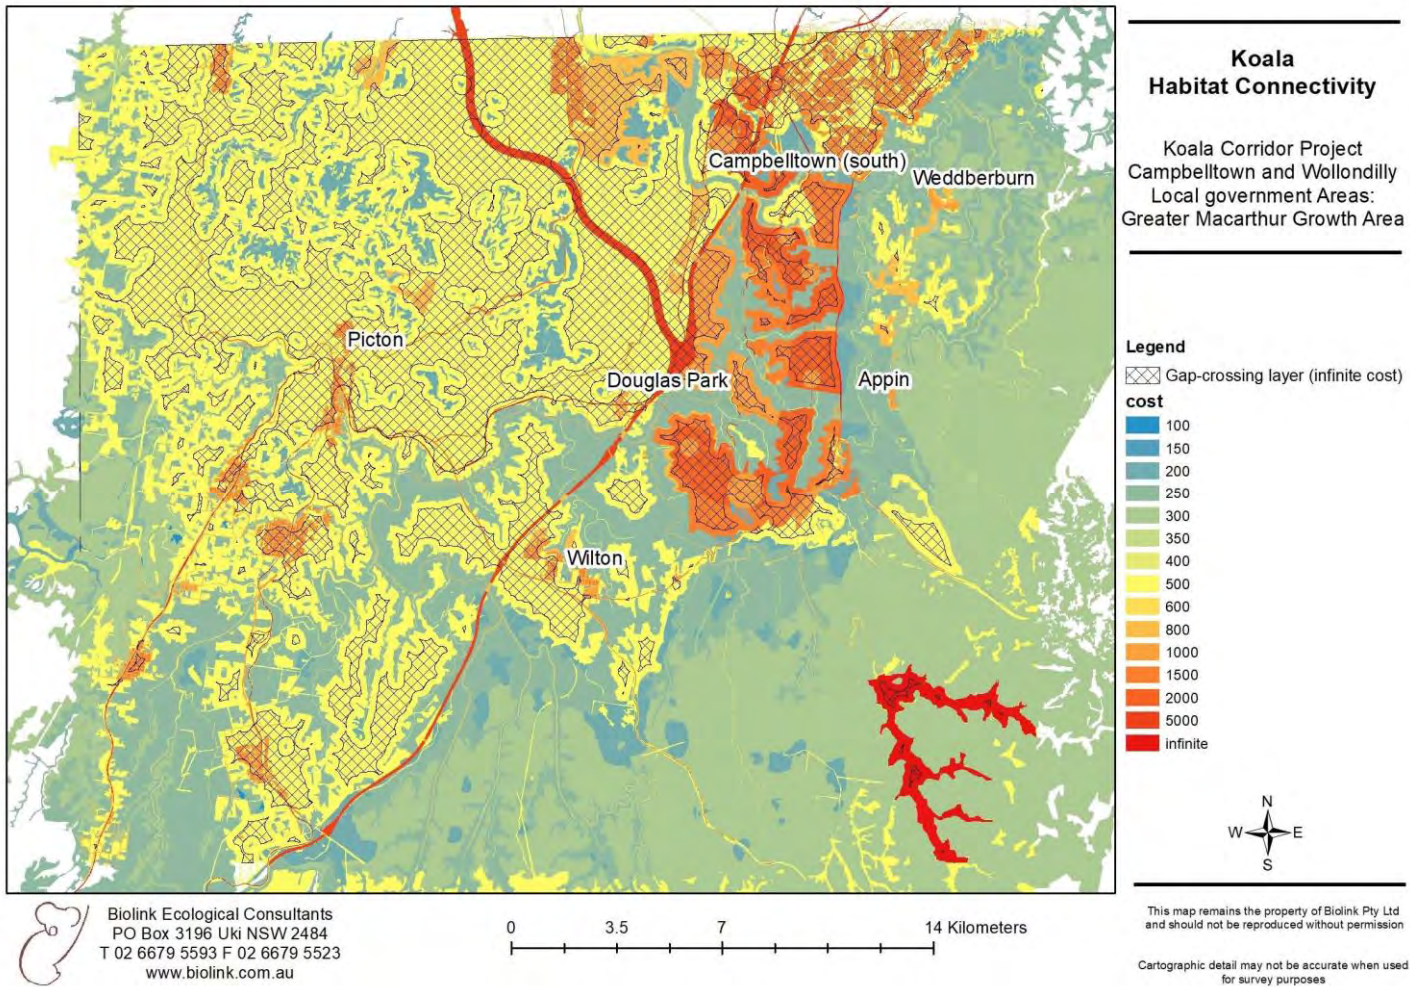 Koala
Habitat Connectivity
Koala Corridor Project
Campbelltown and Wollondilly
Local government Areas:
Greater Macarthur Growth Area
Campbelltown (south)
Weddberburn
Picton
Douglas Park
Appin
Wilton
Legend
Gap-crossing layer (infinite cost)
cost
100
150
200
250
300
350
400
500
600
800
1000
1500
2000
5000
infinite
N
W E
S
Biolink Ecological Consultants
PO Box 3196 Uki NSW 2484
T 02 6679 5593 F 02 6679 5523
www.biolink.com.au
0 3.5 7 14 Kilometers
This map remains the property of Biolink Pty Ltd
and should not be reproduced without permission
Cartographic detail may not be accurate when used
for survey purposes